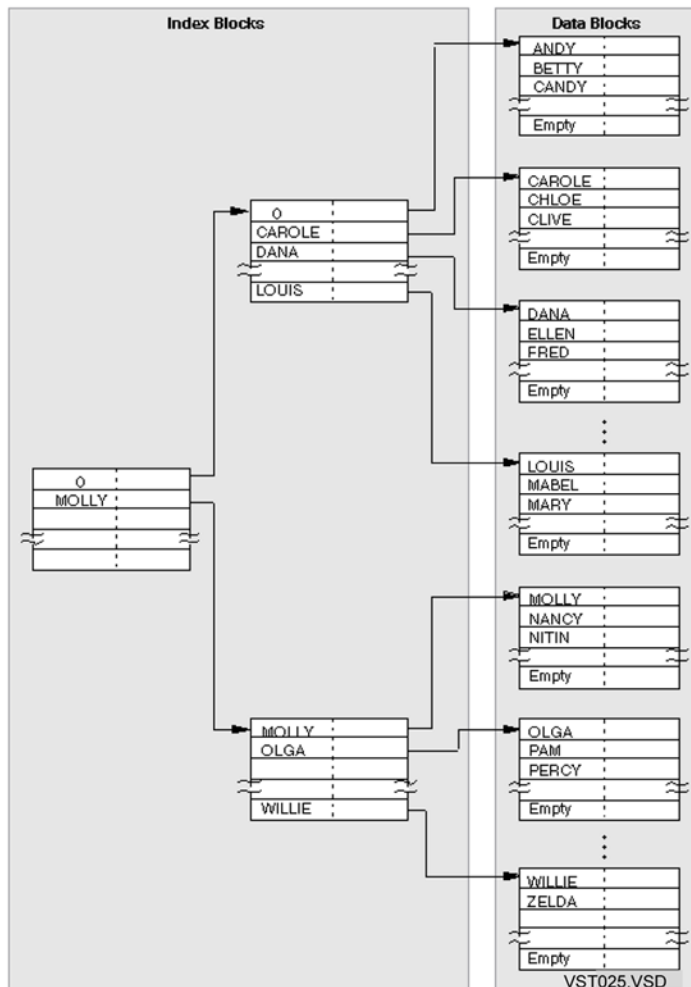 Index Blocks
Data Blocks
ANDY
BETTY
CANDY
Empty
CAROLE
CHLOE
CLIVE
Empty
0
CAROLE
DANA
LOUIS
DANA
ELLEN
FRED
Empty
0
MOLLY
LOUIS
MABEL
MARY
Empty
MOLLY
NANCY
NITIN
Empty
MOLLY
OLGA
WILLIE
OLGA
PAM
PERCY
Empty
WILLIE
ZELDA
Empty
VST025.VSD